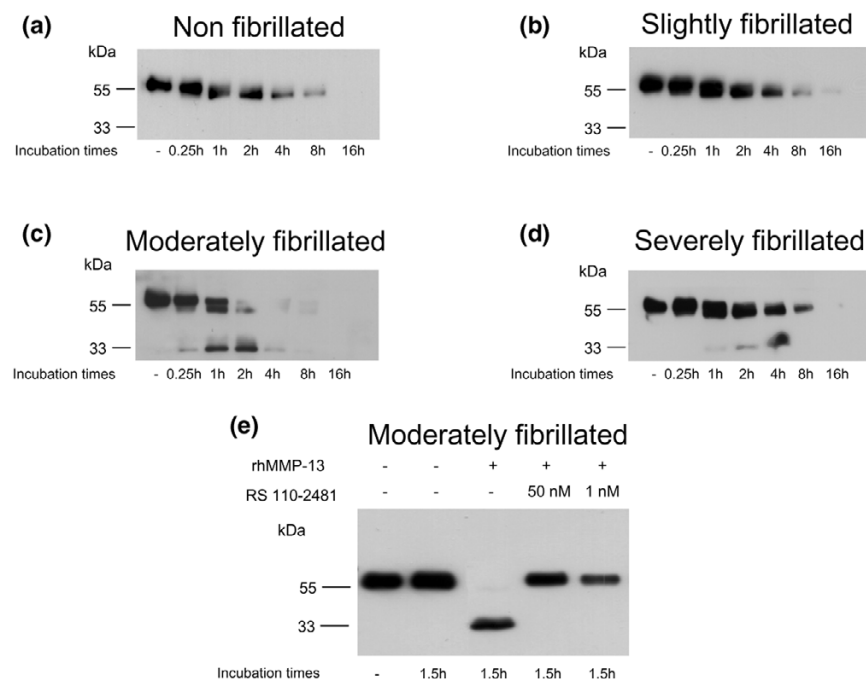 (a) Non fibrillated
kDa
55
33
Incubation times - 0.25h 1h 2h 4h 8h 16h
(b) Slightly fibrillated
kDa
55
33
Incubation times - 0.25h 1h 2h 4h 8h 16h
(c) Moderately fibrillated
kDa
55
33
Incubation times - 0.25h 1h 2h 4h 8h 16h
(d) Severely fibrillated
kDa
55
33
Incubation times - 0.25h 1h 2h 4h 8h 16h
(e) Moderately fibrillated
rhMMP-13 - - + + +
RS 110-2481 - - - 50 nM 1 nM
kDa
55
33
Incubation times - 1.5h 1.5h 1.5h 1.5h